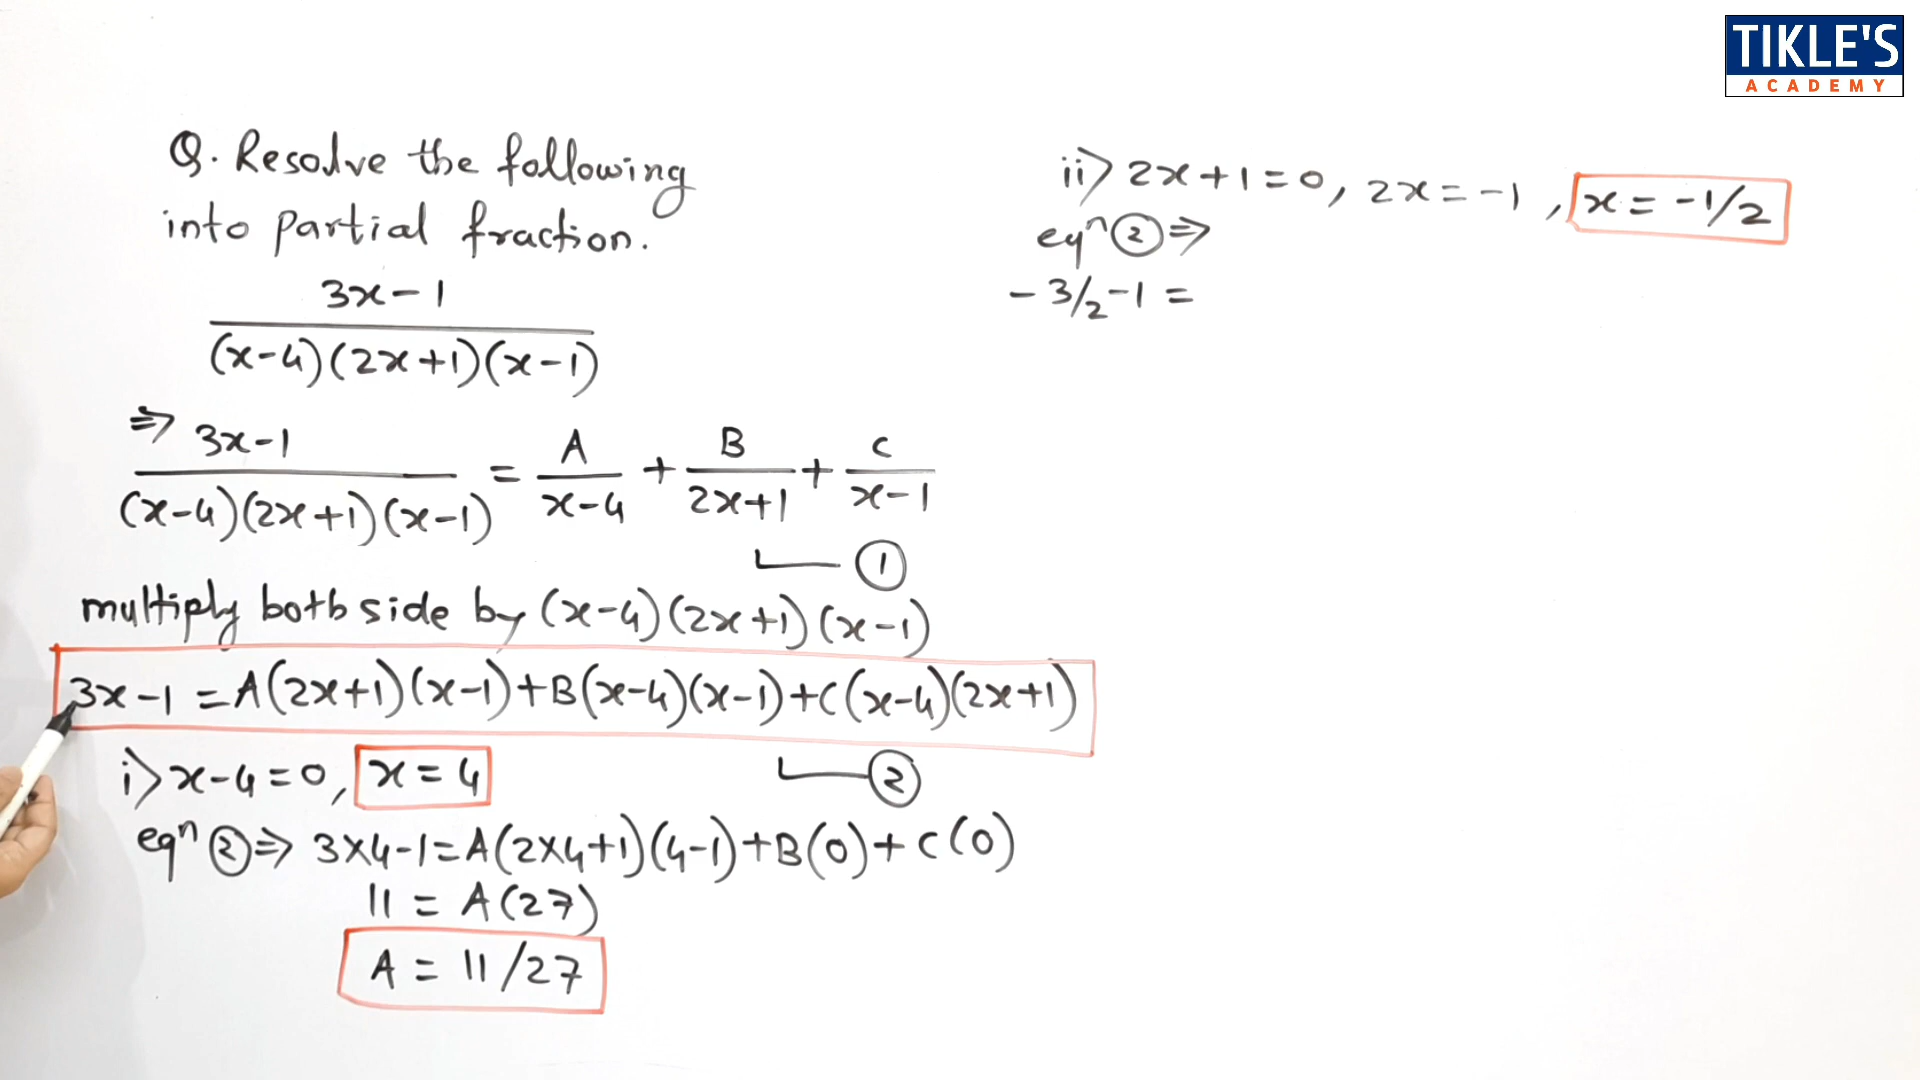 TIKLE'S
ACADEMY
Q. Resolve the following
into partial fraction.
3x-1
(x-4)(2x+1)(x-1)
⇒ 3x-1 / (x-4)(2x+1)(x-1) = A / x-4 + B / 2x+1 + C / x-1
①
multiply both side by (x-4)(2x+1)(x-1)
3x-1 = A(2x+1)(x-1)+B(x-4)(x-1)+C(x-4)(2x+1)
②
i> x-4=0, x=4
eqⁿ ②⇒ 3×4-1=A(2×4+1)(4-1)+B(0)+C(0)
11 = A(27)
A = 11/27
ii> 2x+1=0, 2x=-1, x=-1/2
eqⁿ ②⇒
-3/2-1 =